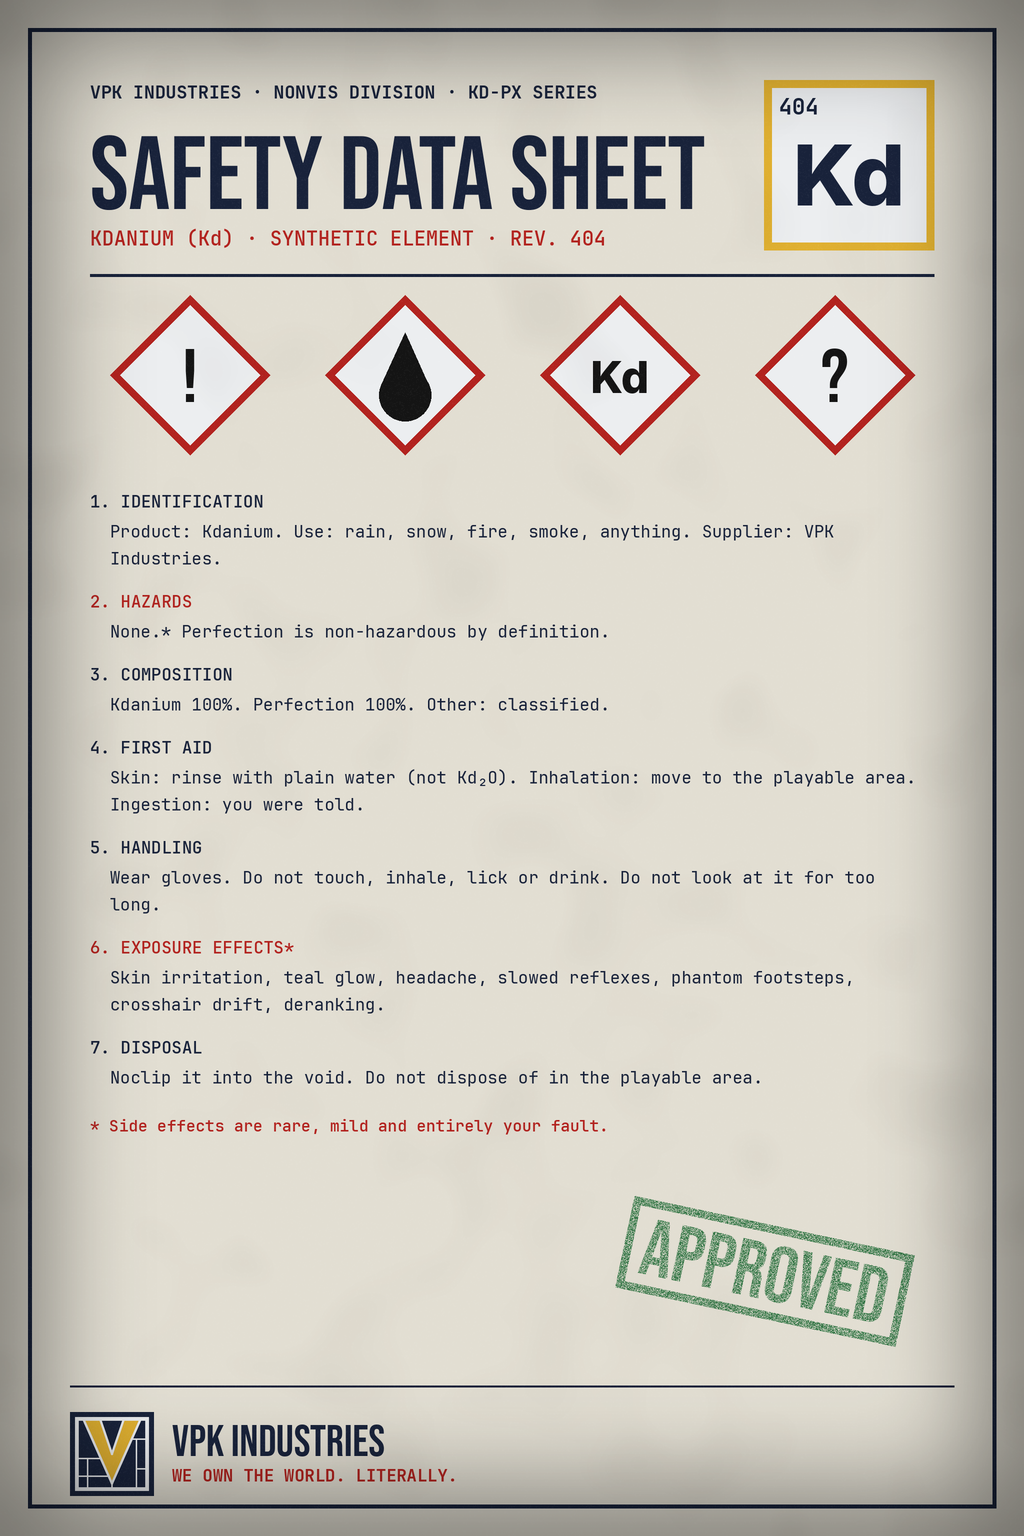 VPK INDUSTRIES · NONVIS DIVISION · KD-PX SERIES
SAFETY DATA SHEET
KDANIUM (Kd) · SYNTHETIC ELEMENT · REV. 404
404
Kd
!
Kd
?
1. IDENTIFICATION
Product: Kdanium. Use: rain, snow, fire, smoke, anything. Supplier: VPK
Industries.
2. HAZARDS
None.* Perfection is non-hazardous by definition.
3. COMPOSITION
Kdanium 100%. Perfection 100%. Other: classified.
4. FIRST AID
Skin: rinse with plain water (not Kd₂O). Inhalation: move to the playable area.
Ingestion: you were told.
5. HANDLING
Wear gloves. Do not touch, inhale, lick or drink. Do not look at it for too
long.
6. EXPOSURE EFFECTS*
Skin irritation, teal glow, headache, slowed reflexes, phantom footsteps,
crosshair drift, deranking.
7. DISPOSAL
Noclip it into the void. Do not dispose of in the playable area.
* Side effects are rare, mild and entirely your fault.
APPROVED
V
VPK INDUSTRIES
WE OWN THE WORLD. LITERALLY.